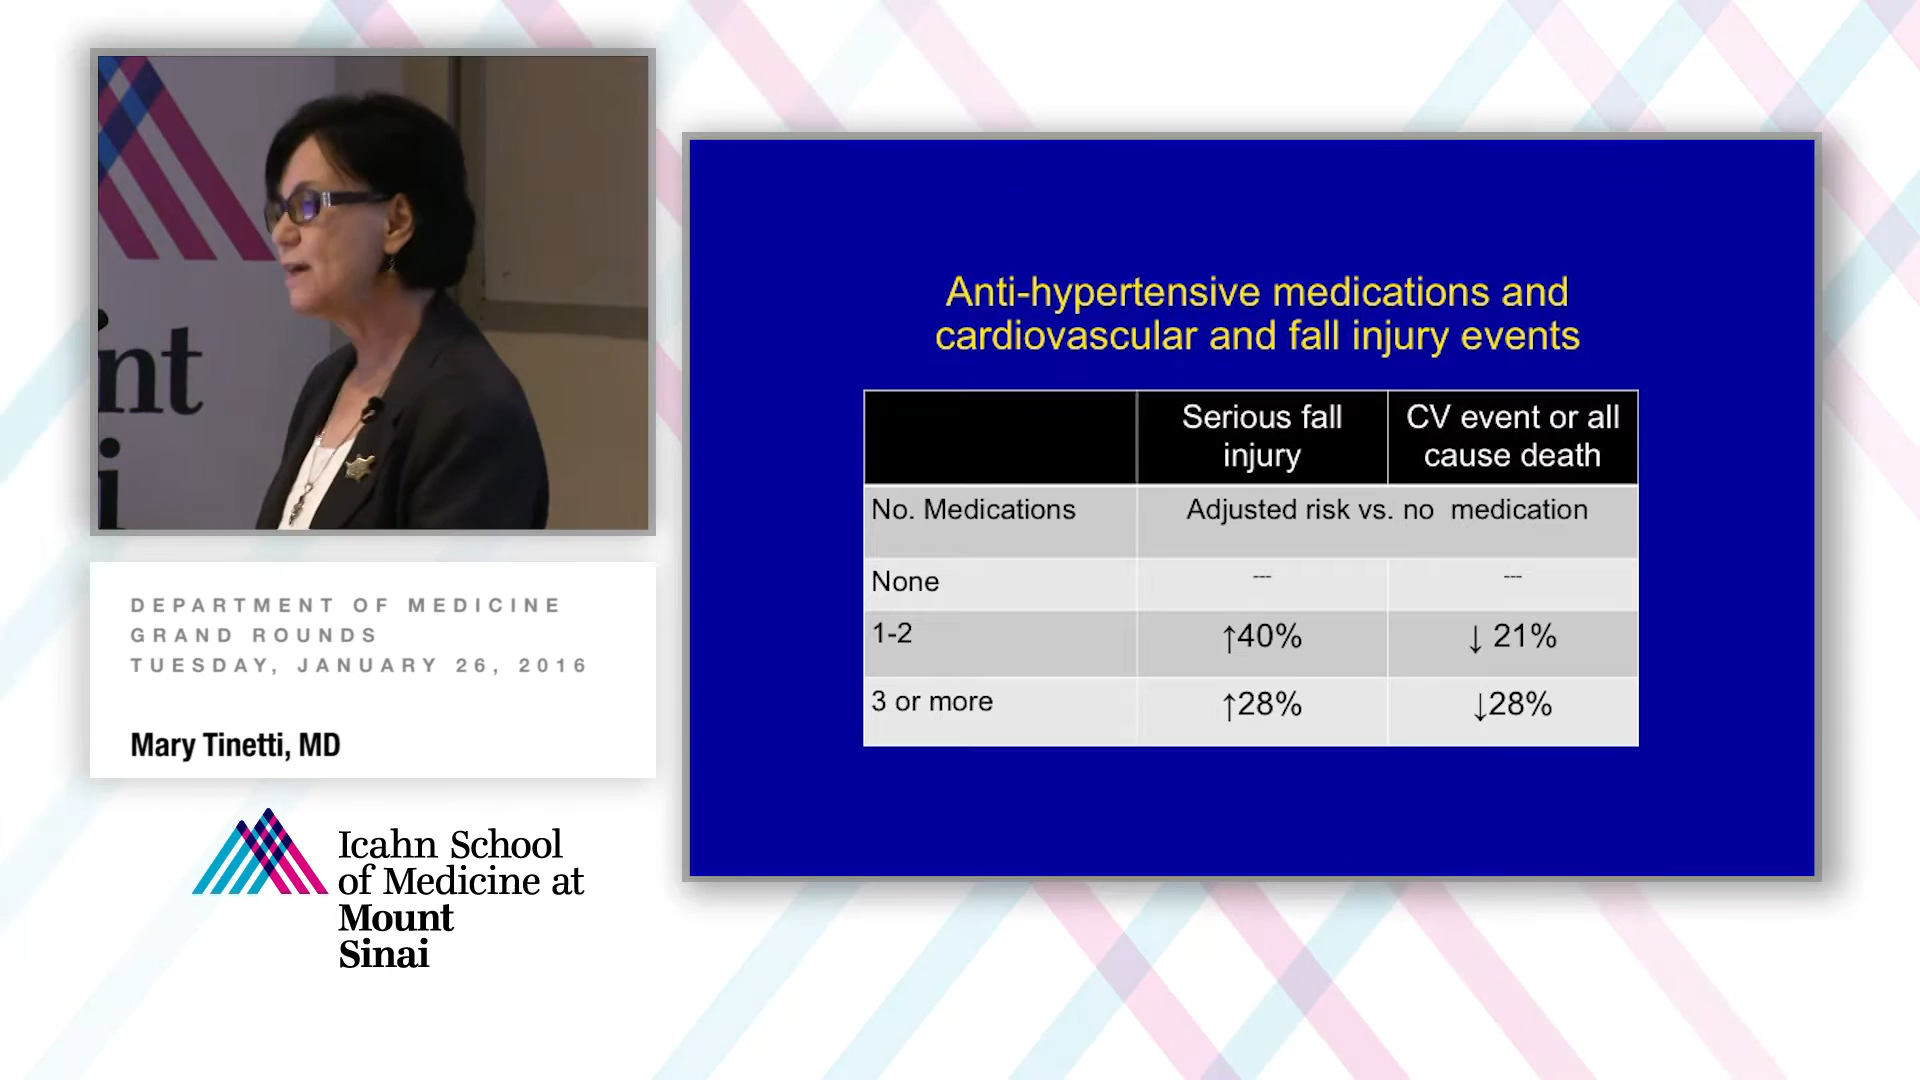 nt
i
DEPARTMENT OF MEDICINE
GRAND ROUNDS
TUESDAY, JANUARY 26, 2016
Mary Tinetti, MD
Icahn School
of Medicine at
Mount
Sinai
Anti-hypertensive medications and
cardiovascular and fall injury events
Serious fall
injury
CV event or all
cause death
No. Medications
Adjusted risk vs. no medication
None
---
---
1-2
↑40%
↓ 21%
3 or more
↑28%
↓28%